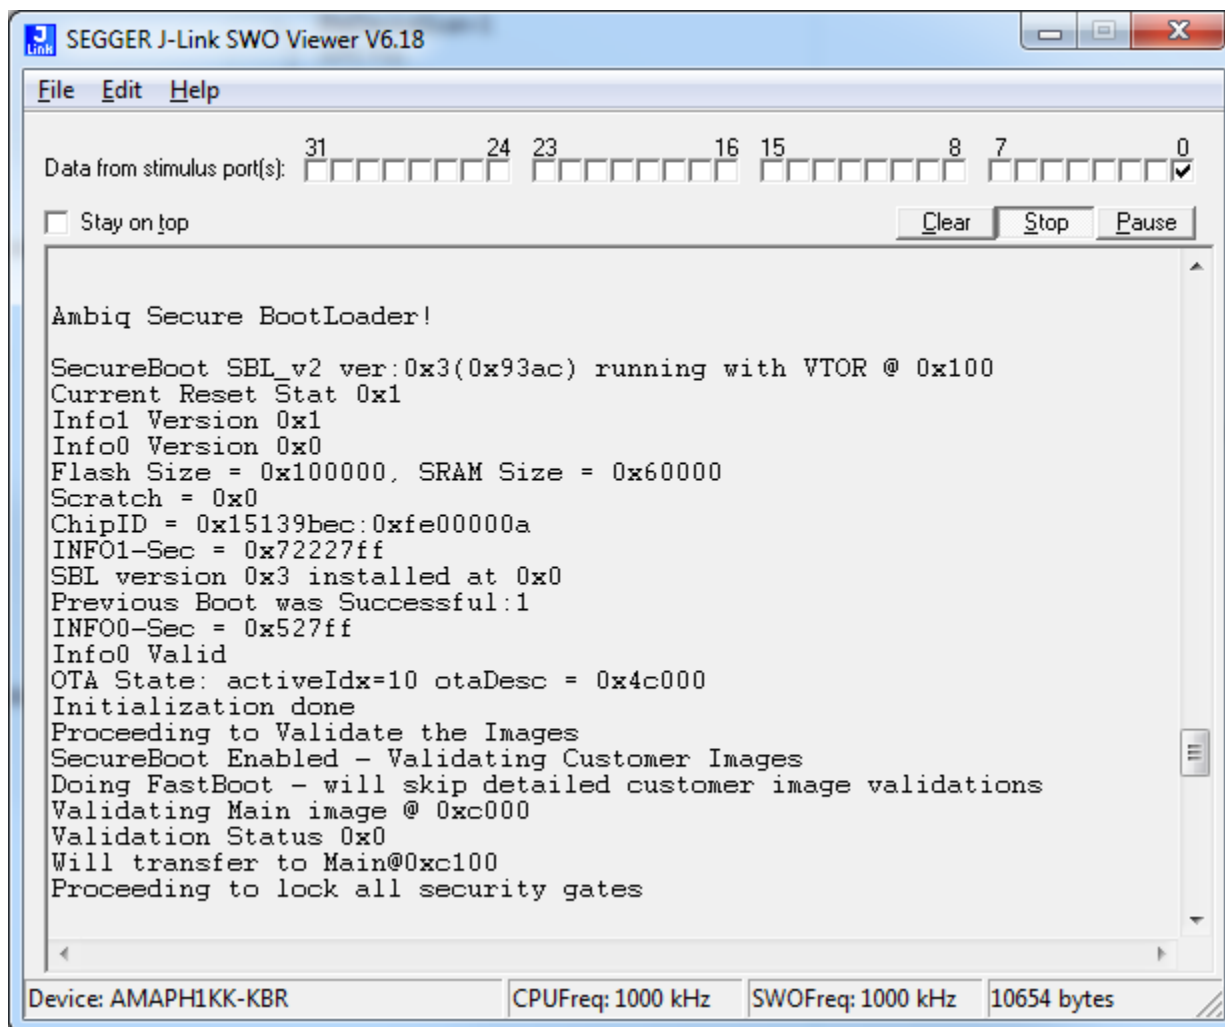 J
Link
SEGGER J-Link SWO Viewer V6.18
File Edit Help
31 24 23 16 15 8 7 0
Data from stimulus port(s):
Stay on top
Clear Stop Pause
Ambiq Secure BootLoader!
SecureBoot SBL_v2 ver:0x3(0x93ac) running with VTOR @ 0x100
Current Reset Stat 0x1
Info1 Version 0x1
Info0 Version 0x0
Flash Size = 0x100000, SRAM Size = 0x60000
Scratch = 0x0
ChipID = 0x15139bec:0xfe00000a
INFO1-Sec = 0x72227ff
SBL version 0x3 installed at 0x0
Previous Boot was Successful:1
INFO0-Sec = 0x527ff
Info0 Valid
OTA State: activeIdx=10 otaDesc = 0x4c000
Initialization done
Proceeding to Validate the Images
SecureBoot Enabled - Validating Customer Images
Doing FastBoot - will skip detailed customer image validations
Validating Main image @ 0xc000
Validation Status 0x0
Will transfer to Main@0xc100
Proceeding to lock all security gates
Device: AMAPH1KK-KBR CPUFreq: 1000 kHz SWOFreq: 1000 kHz 10654 bytes